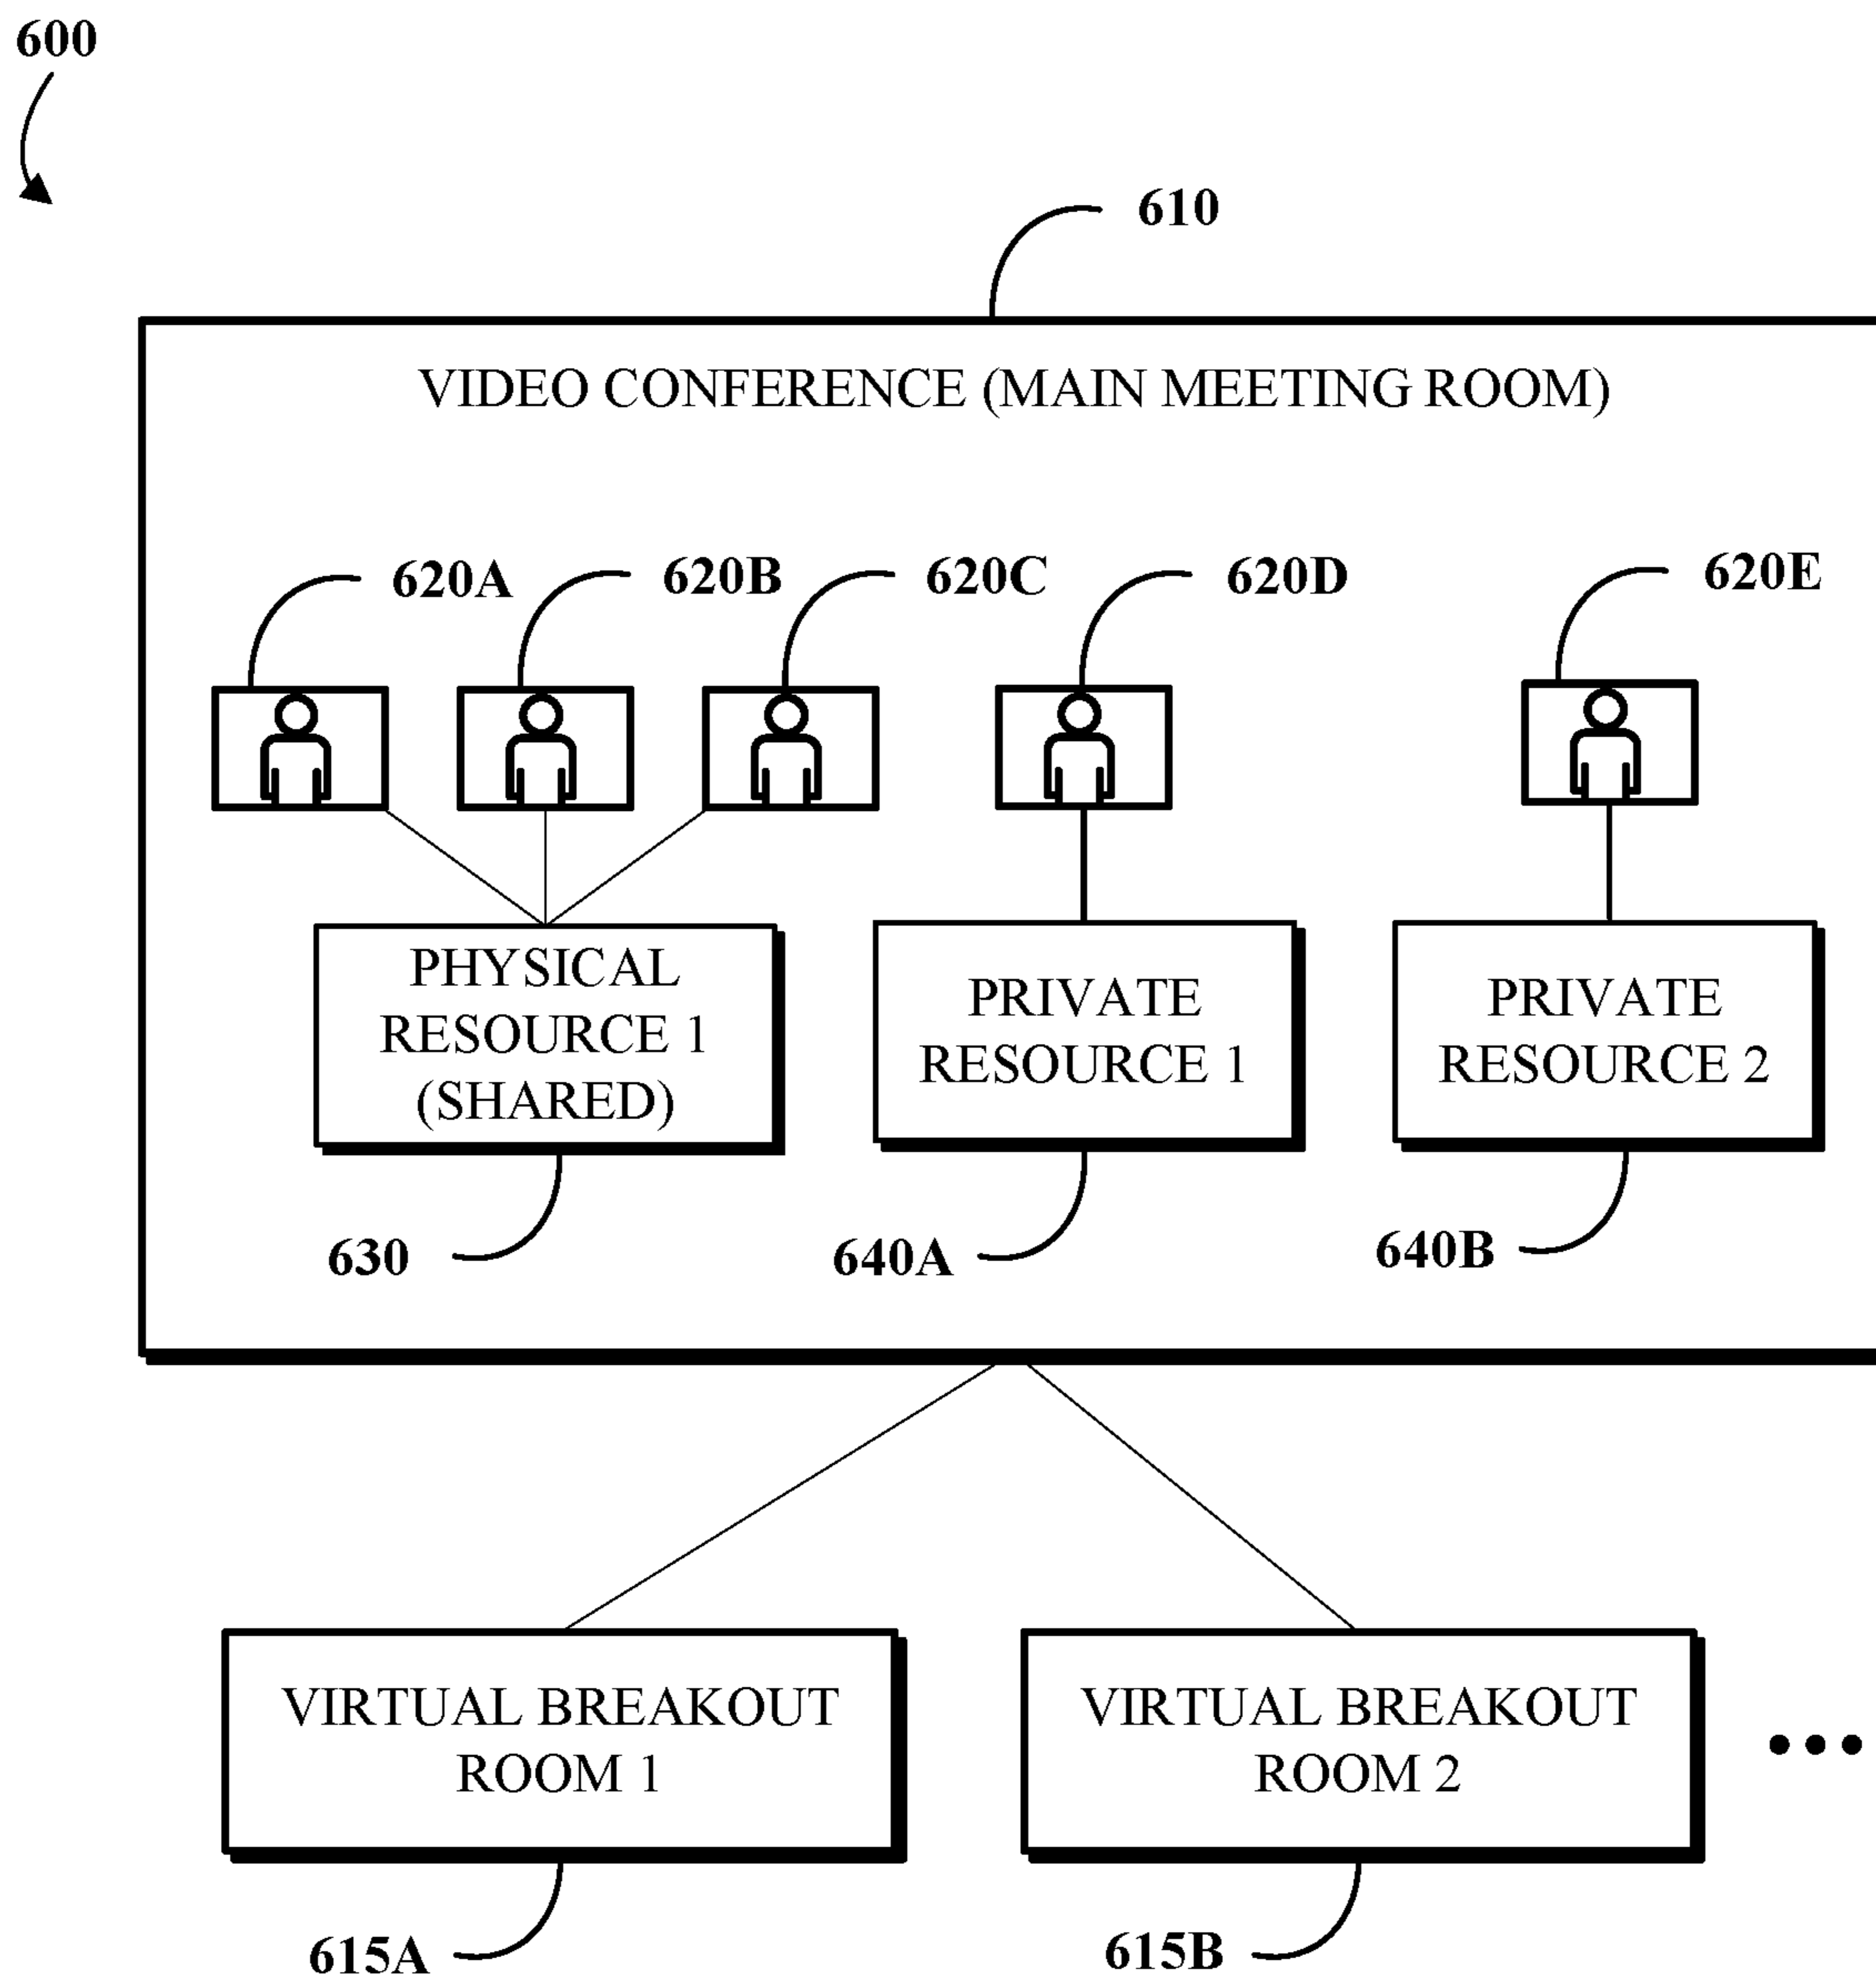 600
610
VIDEO CONFERENCE (MAIN MEETING ROOM)
620A
620B
620C
620D
620E
PHYSICAL
RESOURCE 1
(SHARED)
PRIVATE
RESOURCE 1
PRIVATE
RESOURCE 2
630
640A
640B
VIRTUAL BREAKOUT
ROOM 1
VIRTUAL BREAKOUT
ROOM 2
•••
615A
615B